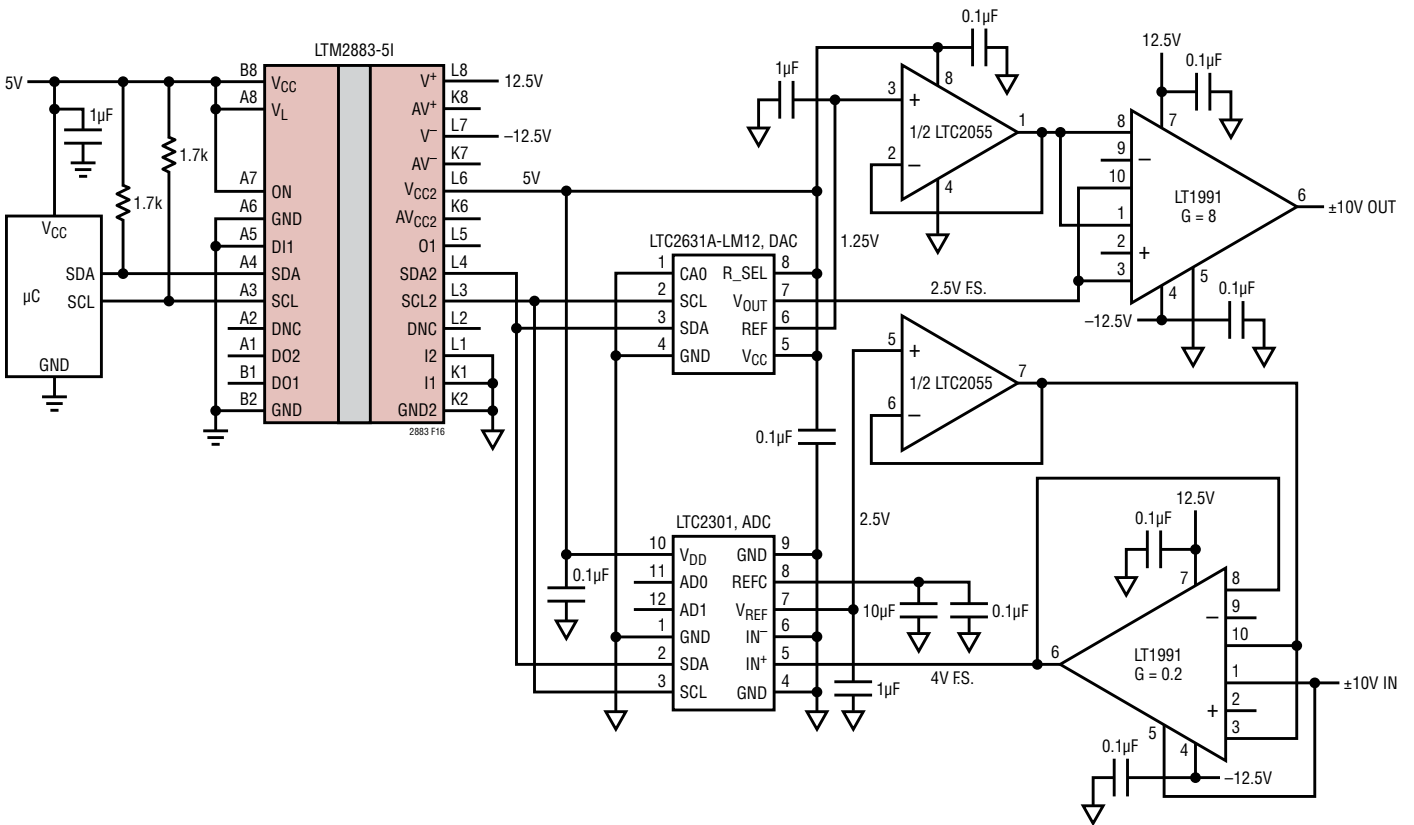 LTM2883-5I
5V
1µF
1.7k
1.7k
B8 VCC
A8 VL
A7 ON
A6 GND
A5 DI1
A4 SDA
A3 SCL
A2 DNC
A1 DO2
B1 DO1
B2 GND
V+ L8 12.5V
AV+ K8
V− L7 −12.5V
AV− K7
VCC2 L6 5V
AVCC2 K6
O1 L5
SDA2 L4
SCL2 L3
DNC L2
I2 L1
I1 K1
GND2 K2
2883 F16
VCC
SDA
µC
SCL
GND
LTC2631A-LM12, DAC
1 CA0 R_SEL 8
2 SCL VOUT 7
3 SDA REF 6
4 GND VCC 5
1.25V
2.5V F.S.
0.1µF
LTC2301, ADC
10 VDD GND 9
11 AD0 REFC 8
12 AD1 VREF 7
1 GND IN− 6
2 SDA IN+ 5
3 SCL GND 4
0.1µF
2.5V
10µF
0.1µF
1µF
4V F.S.
1µF
0.1µF
3 +
8
1/2 LTC2055
1
2 −
4
5 +
1/2 LTC2055
7
6 −
12.5V
0.1µF
7
8
9 −
10
LT1991
G = 8
6 ±10V OUT
1
2 +
3
4
5
0.1µF
−12.5V
12.5V
0.1µF
7
8
− 9
10
6
LT1991
G = 0.2
1 ±10V IN
+ 2
3
5
4
0.1µF
−12.5V